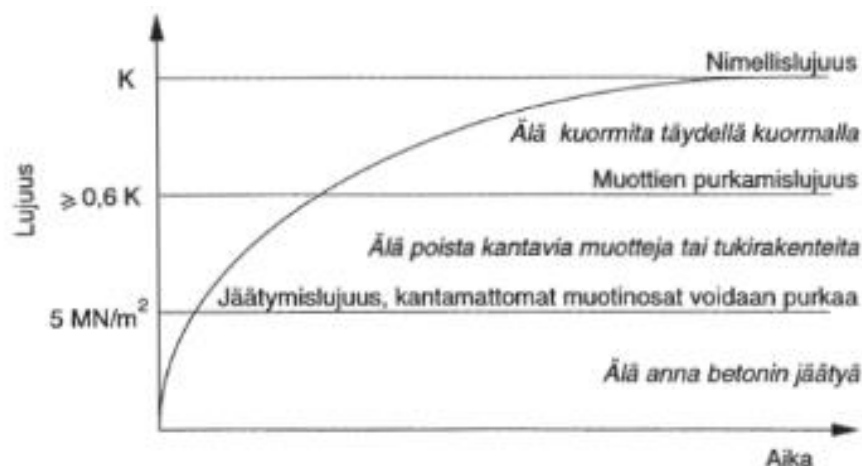 Nimellislujuus
K
Älä kuormita täydellä kuormalla
Muottien purkamislujuus
⩾ 0,6 K
Lujuus
Älä poista kantavia muotteja tai tukirakenteita
Jäätymislujuus, kantamattomat muotinosat voidaan purkaa
5 MN/m²
Älä anna betonin jäätyä
Aika